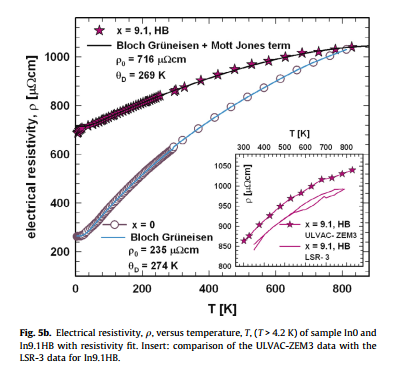 x = 9.1, HB
Bloch Grüneisen + Mott Jones term
ρ₀ = 716 μΩcm
θD = 269 K
electrical resistivity, ρ [μΩcm]
1000
800
600
400
200
x = 0
Bloch Grüneisen
ρ₀ = 235 μΩcm
θD = 274 K
T [K]
300 400 500 600 700 800
ρ [μΩcm]
1050
1000
950
900
850
800
x = 9.1, HB
ULVAC- ZEM3
x = 9.1, HB
LSR- 3
0 200 400 600 800
T [K]
Fig. 5b. Electrical resistivity, ρ, versus temperature, T, (T > 4.2 K) of sample In0 and
In9.1HB with resistivity fit. Insert: comparison of the ULVAC-ZEM3 data with the
LSR-3 data for In9.1HB.